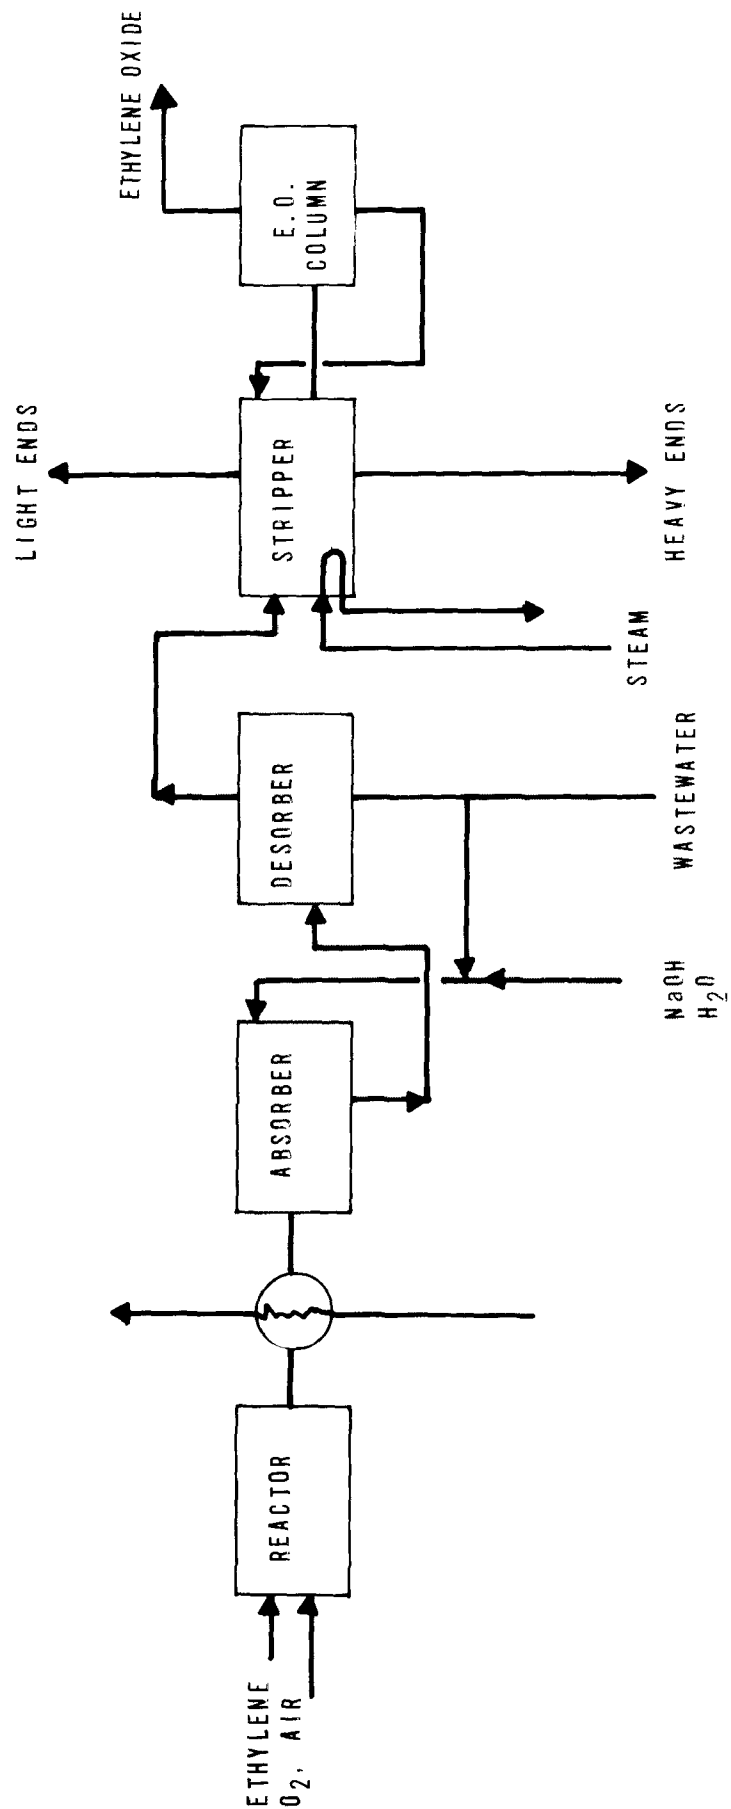 ETHYLENE
O2, AIR
REACTOR
ABSORBER
NaOH
H2O
DESORBER
WASTEWATER
STEAM
STRIPPER
LIGHT ENDS
HEAVY ENDS
E.O.
COLUMN
ETHYLENE OXIDE